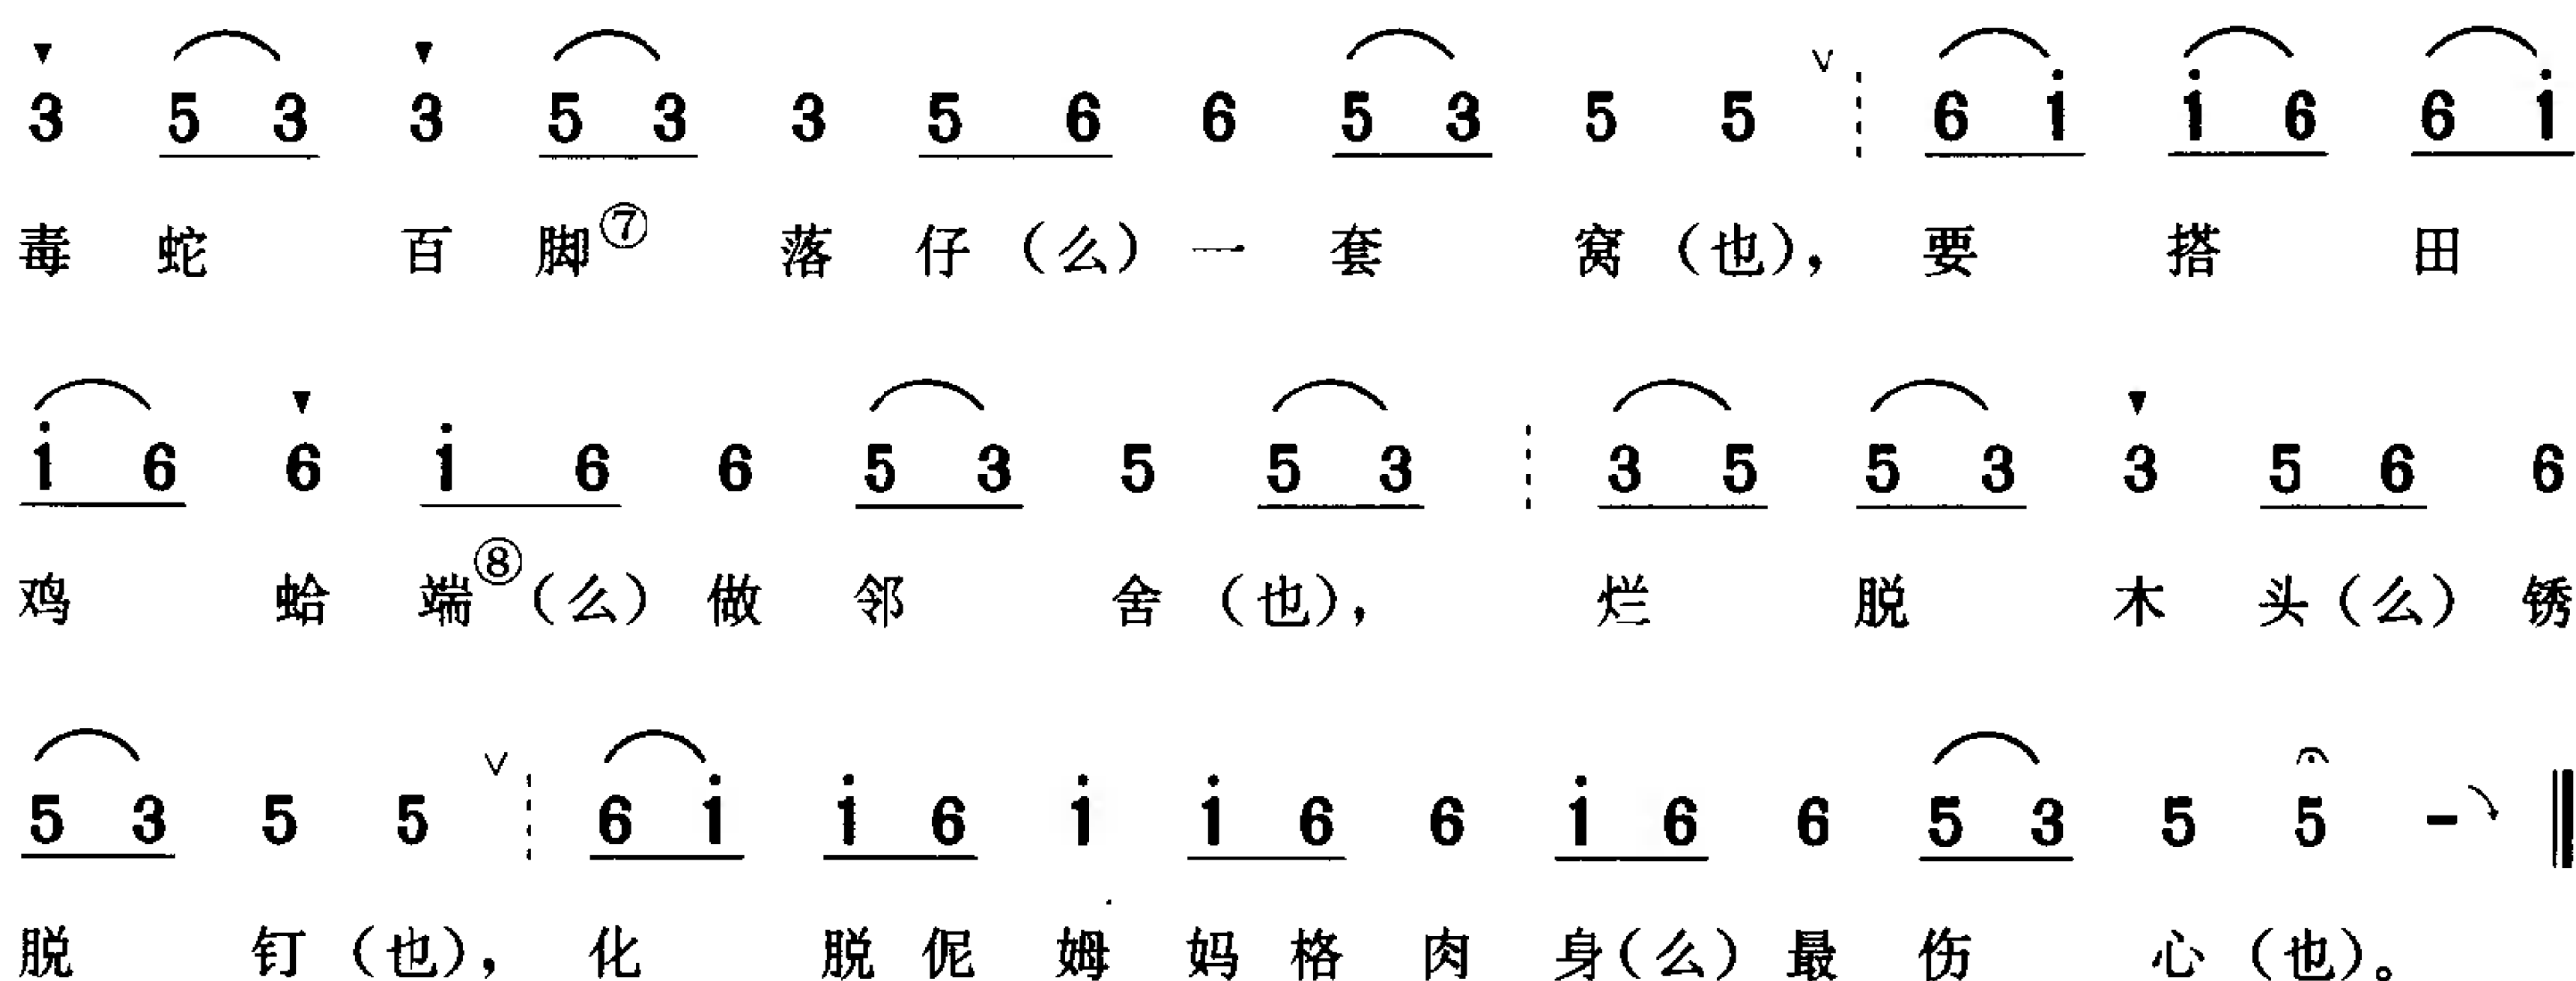 3 5 3 3 5 3 3 5 6 6 5 3 5 5 ∨ 6 i i 6 6 i
毒 蛇 百 脚⑦ 落 仔（么）一 套 窝（也），要 搭 田
i 6 6 i 6 6 5 3 5 5 3 3 5 5 3 3 5 6 6
鸡 蛤 端⑧（么）做 邻 舍（也），烂 脱 木 头（么）锈
5 3 5 5 ∨ 6 i i 6 i i 6 6 i 6 6 5 3 5 5 -
脱 钉（也），化 脱 伲 姆 妈 格 肉 身（么）最 伤 心（也）。